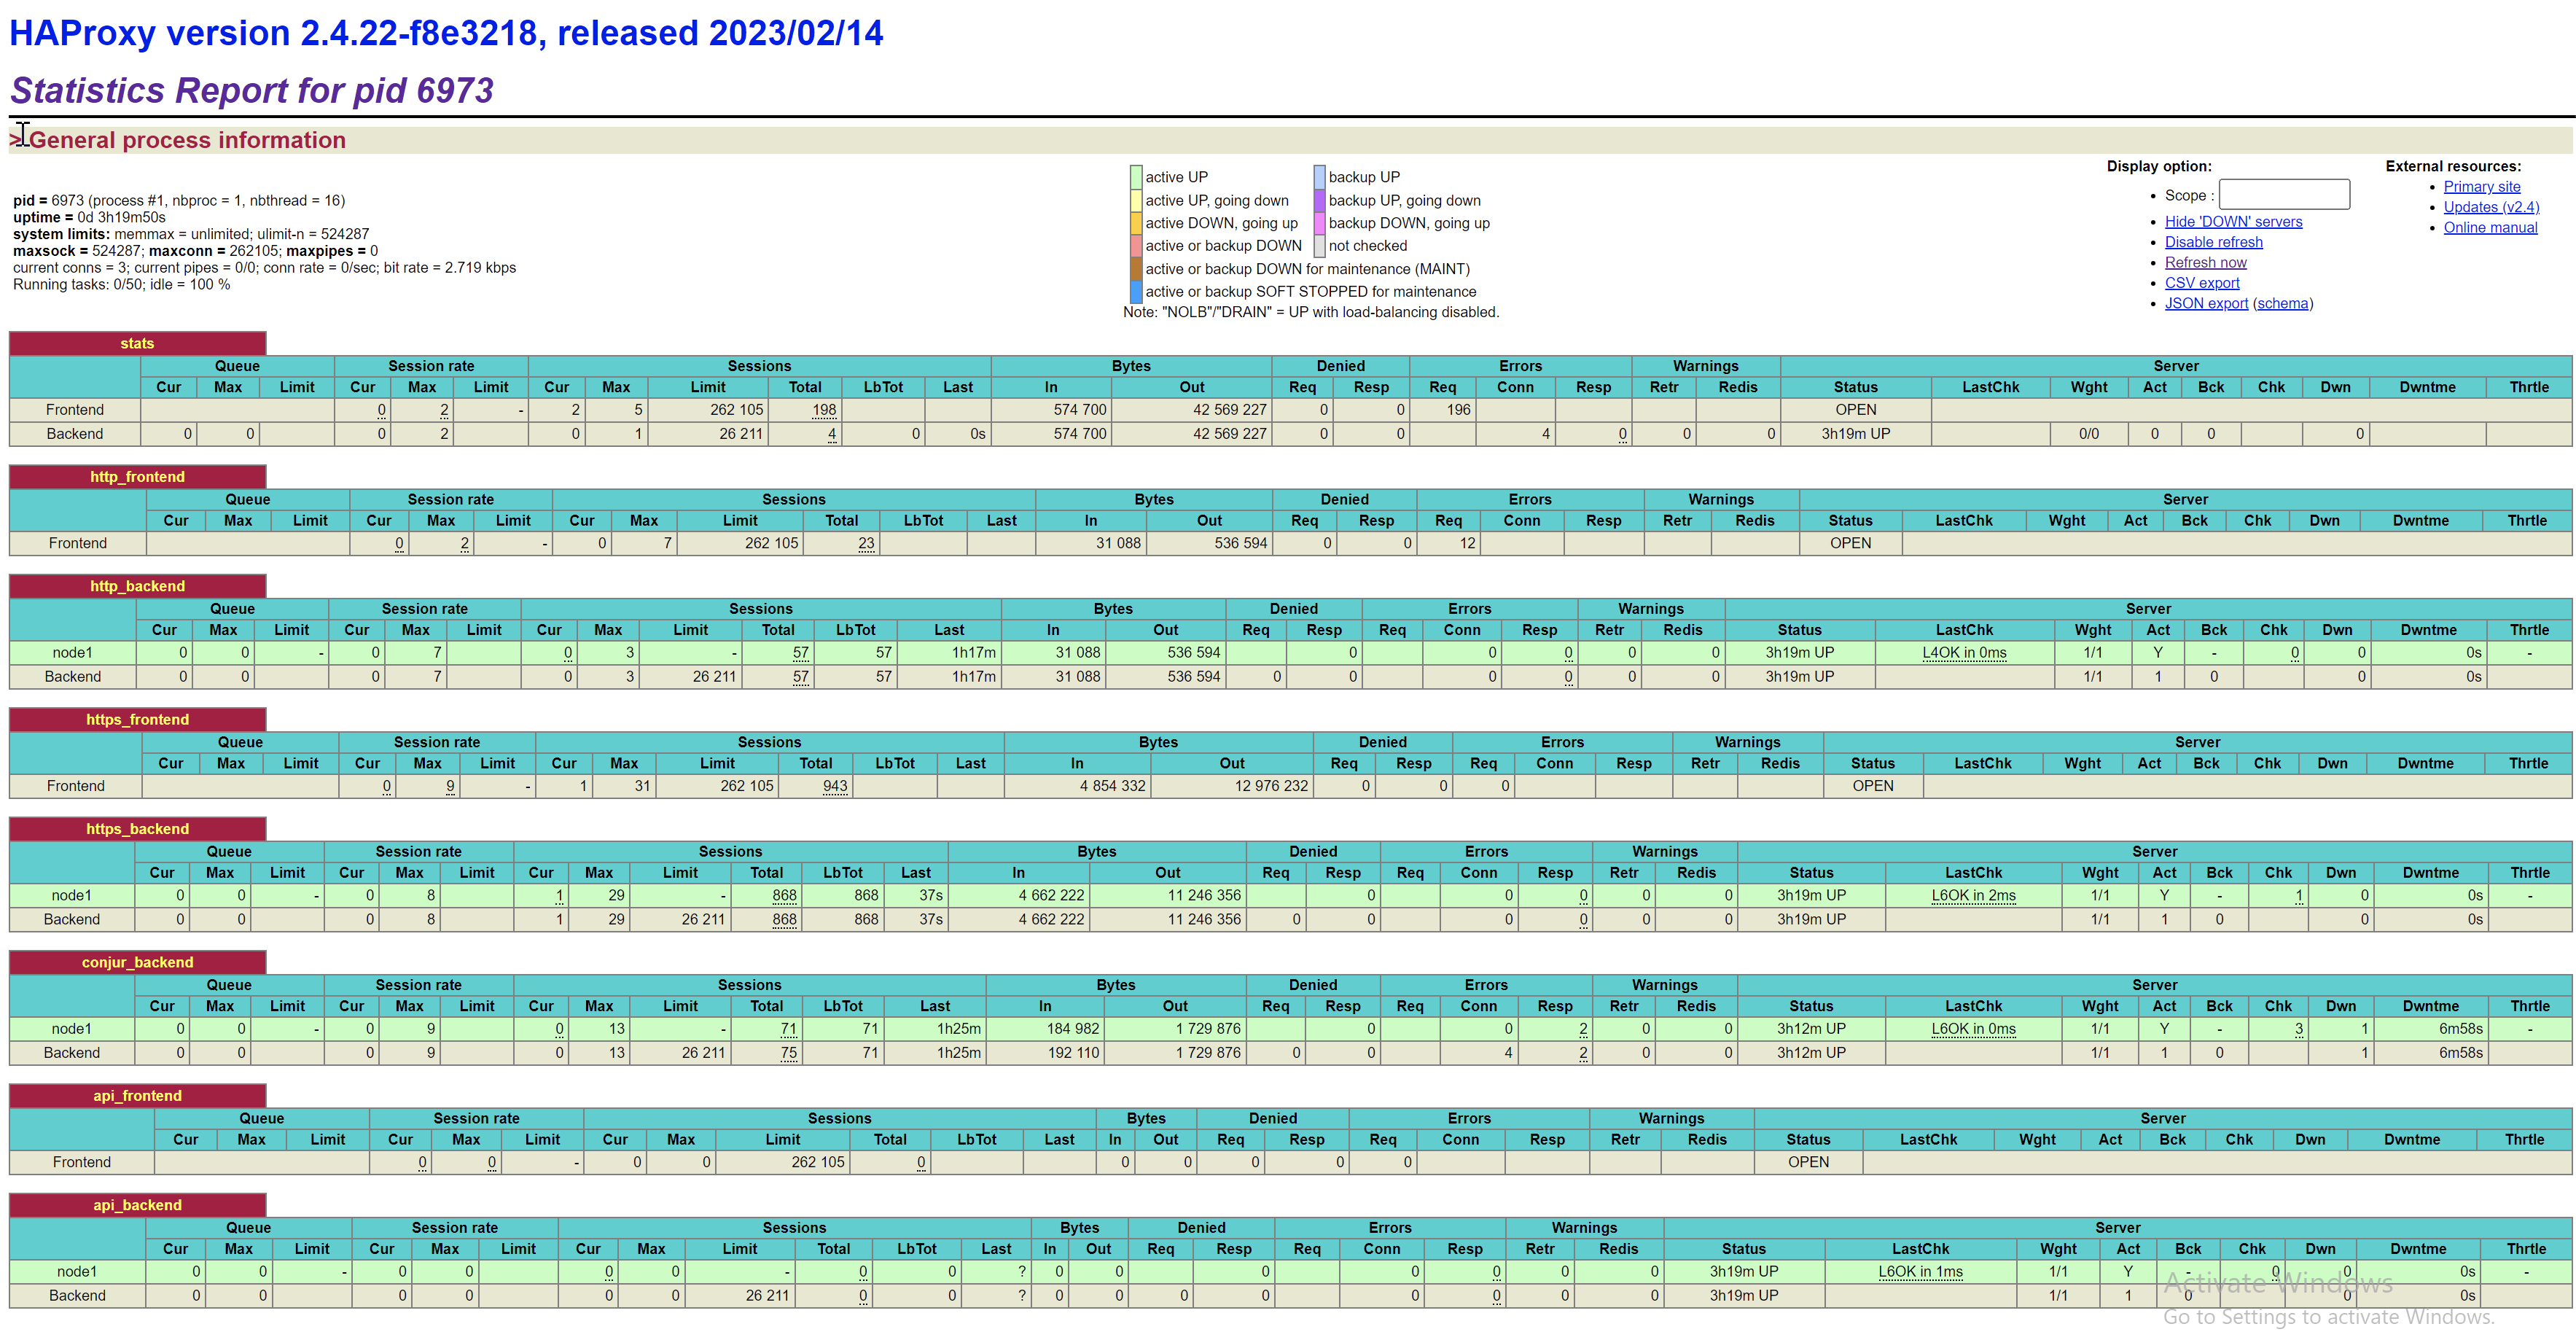 HAProxy version 2.4.22-f8e3218, released 2023/02/14
Statistics Report for pid 6973
> General process information
pid = 6973 (process #1, nbproc = 1, nbthread = 16)
uptime = 0d 3h19m50s
system limits: memmax = unlimited; ulimit-n = 524287
maxsock = 524287; maxconn = 262105; maxpipes = 0
current conns = 3; current pipes = 0/0; conn rate = 0/sec; bit rate = 2.719 kbps
Running tasks: 0/50; idle = 100 %
active UP backup UP
active UP, going down backup UP, going down
active DOWN, going up backup DOWN, going up
active or backup DOWN not checked
active or backup DOWN for maintenance (MAINT)
active or backup SOFT STOPPED for maintenance
Note: "NOLB"/"DRAIN" = UP with load-balancing disabled.
Display option:
• Scope :
• Hide 'DOWN' servers
• Disable refresh
• Refresh now
• CSV export
• JSON export (schema)
External resources:
• Primary site
• Updates (v2.4)
• Online manual
stats
Queue Session rate Sessions Bytes Denied Errors Warnings Server
Cur Max Limit Cur Max Limit Cur Max Limit Total LbTot Last In Out Req Resp Req Conn Resp Retr Redis Status LastChk Wght Act Bck Chk Dwn Dwntme Thrtle
Frontend 0 2 - 2 5 262 105 198 574 700 42 569 227 0 0 196 OPEN
Backend 0 0 0 2 0 1 26 211 4 0 0s 574 700 42 569 227 0 0 4 0 0 0 3h19m UP 0/0 0 0 0
http_frontend
Queue Session rate Sessions Bytes Denied Errors Warnings Server
Cur Max Limit Cur Max Limit Cur Max Limit Total LbTot Last In Out Req Resp Req Conn Resp Retr Redis Status LastChk Wght Act Bck Chk Dwn Dwntme Thrtle
Frontend 0 2 - 0 7 262 105 23 31 088 536 594 0 0 12 OPEN
http_backend
Queue Session rate Sessions Bytes Denied Errors Warnings Server
Cur Max Limit Cur Max Limit Cur Max Limit Total LbTot Last In Out Req Resp Req Conn Resp Retr Redis Status LastChk Wght Act Bck Chk Dwn Dwntme Thrtle
node1 0 0 - 0 7 0 3 - 57 57 1h17m 31 088 536 594 0 0 0 0 0 3h19m UP L4OK in 0ms 1/1 Y - 0 0 0s -
Backend 0 0 0 7 0 3 26 211 57 57 1h17m 31 088 536 594 0 0 0 0 0 0 3h19m UP 1/1 1 0 0 0s
https_frontend
Queue Session rate Sessions Bytes Denied Errors Warnings Server
Cur Max Limit Cur Max Limit Cur Max Limit Total LbTot Last In Out Req Resp Req Conn Resp Retr Redis Status LastChk Wght Act Bck Chk Dwn Dwntme Thrtle
Frontend 0 9 - 1 31 262 105 943 4 854 332 12 976 232 0 0 0 OPEN
https_backend
Queue Session rate Sessions Bytes Denied Errors Warnings Server
Cur Max Limit Cur Max Limit Cur Max Limit Total LbTot Last In Out Req Resp Req Conn Resp Retr Redis Status LastChk Wght Act Bck Chk Dwn Dwntme Thrtle
node1 0 0 - 0 8 1 29 - 868 868 37s 4 662 222 11 246 356 0 0 0 0 0 3h19m UP L6OK in 2ms 1/1 Y - 1 0 0s -
Backend 0 0 0 8 1 29 26 211 868 868 37s 4 662 222 11 246 356 0 0 0 0 0 0 3h19m UP 1/1 1 0 0 0s
conjur_backend
Queue Session rate Sessions Bytes Denied Errors Warnings Server
Cur Max Limit Cur Max Limit Cur Max Limit Total LbTot Last In Out Req Resp Req Conn Resp Retr Redis Status LastChk Wght Act Bck Chk Dwn Dwntme Thrtle
node1 0 0 - 0 9 0 13 - 71 71 1h25m 184 982 1 729 876 0 0 2 0 0 3h12m UP L6OK in 0ms 1/1 Y - 3 1 6m58s -
Backend 0 0 0 9 0 13 26 211 75 71 1h25m 192 110 1 729 876 0 0 4 2 0 0 3h12m UP 1/1 1 0 1 6m58s
api_frontend
Queue Session rate Sessions Bytes Denied Errors Warnings Server
Cur Max Limit Cur Max Limit Cur Max Limit Total LbTot Last In Out Req Resp Req Conn Resp Retr Redis Status LastChk Wght Act Bck Chk Dwn Dwntme Thrtle
Frontend 0 0 - 0 0 262 105 0 0 0 0 0 0 OPEN
api_backend
Queue Session rate Sessions Bytes Denied Errors Warnings Server
Cur Max Limit Cur Max Limit Cur Max Limit Total LbTot Last In Out Req Resp Req Conn Resp Retr Redis Status LastChk Wght Act Bck Chk Dwn Dwntme Thrtle
node1 0 0 - 0 0 0 0 - 0 0 ? 0 0 0 0 0 0 0 3h19m UP L6OK in 1ms 1/1 Y - 0 0 0s -
Backend 0 0 0 0 0 0 26 211 0 0 ? 0 0 0 0 0 0 0 0 3h19m UP 1/1 1 0 0 0s
Activate Windows
Go to Settings to activate Windows.